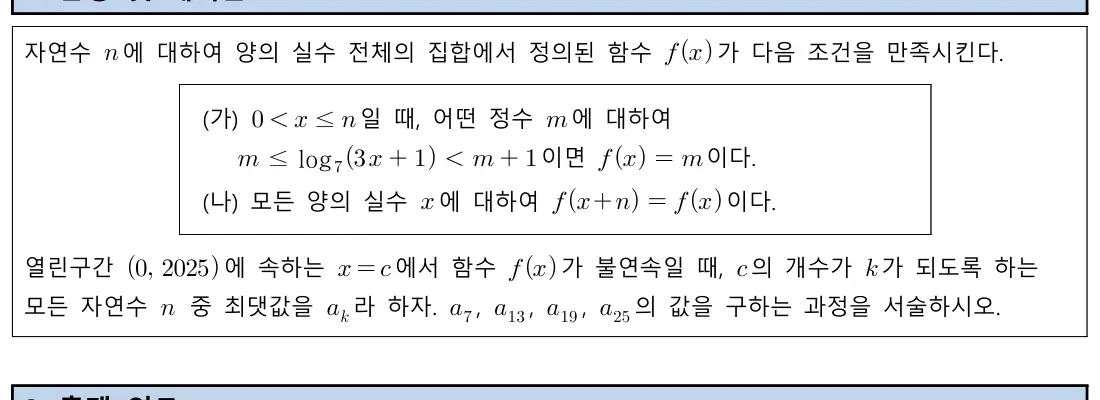 자연수 n에 대하여 양의 실수 전체의 집합에서 정의된 함수 f(x)가 다음 조건을 만족시킨다.
(가) 0 < x ≤ n일 때, 어떤 정수 m에 대하여
m ≤ log₇(3x + 1) < m + 1이면 f(x) = m이다.
(나) 모든 양의 실수 x에 대하여 f(x+n) = f(x)이다.
열린구간 (0, 2025)에 속하는 x = c에서 함수 f(x)가 불연속일 때, c의 개수가 k가 되도록 하는
모든 자연수 n 중 최댓값을 aₖ라 하자. a₇, a₁₃, a₁₉, a₂₅의 값을 구하는 과정을 서술하시오.